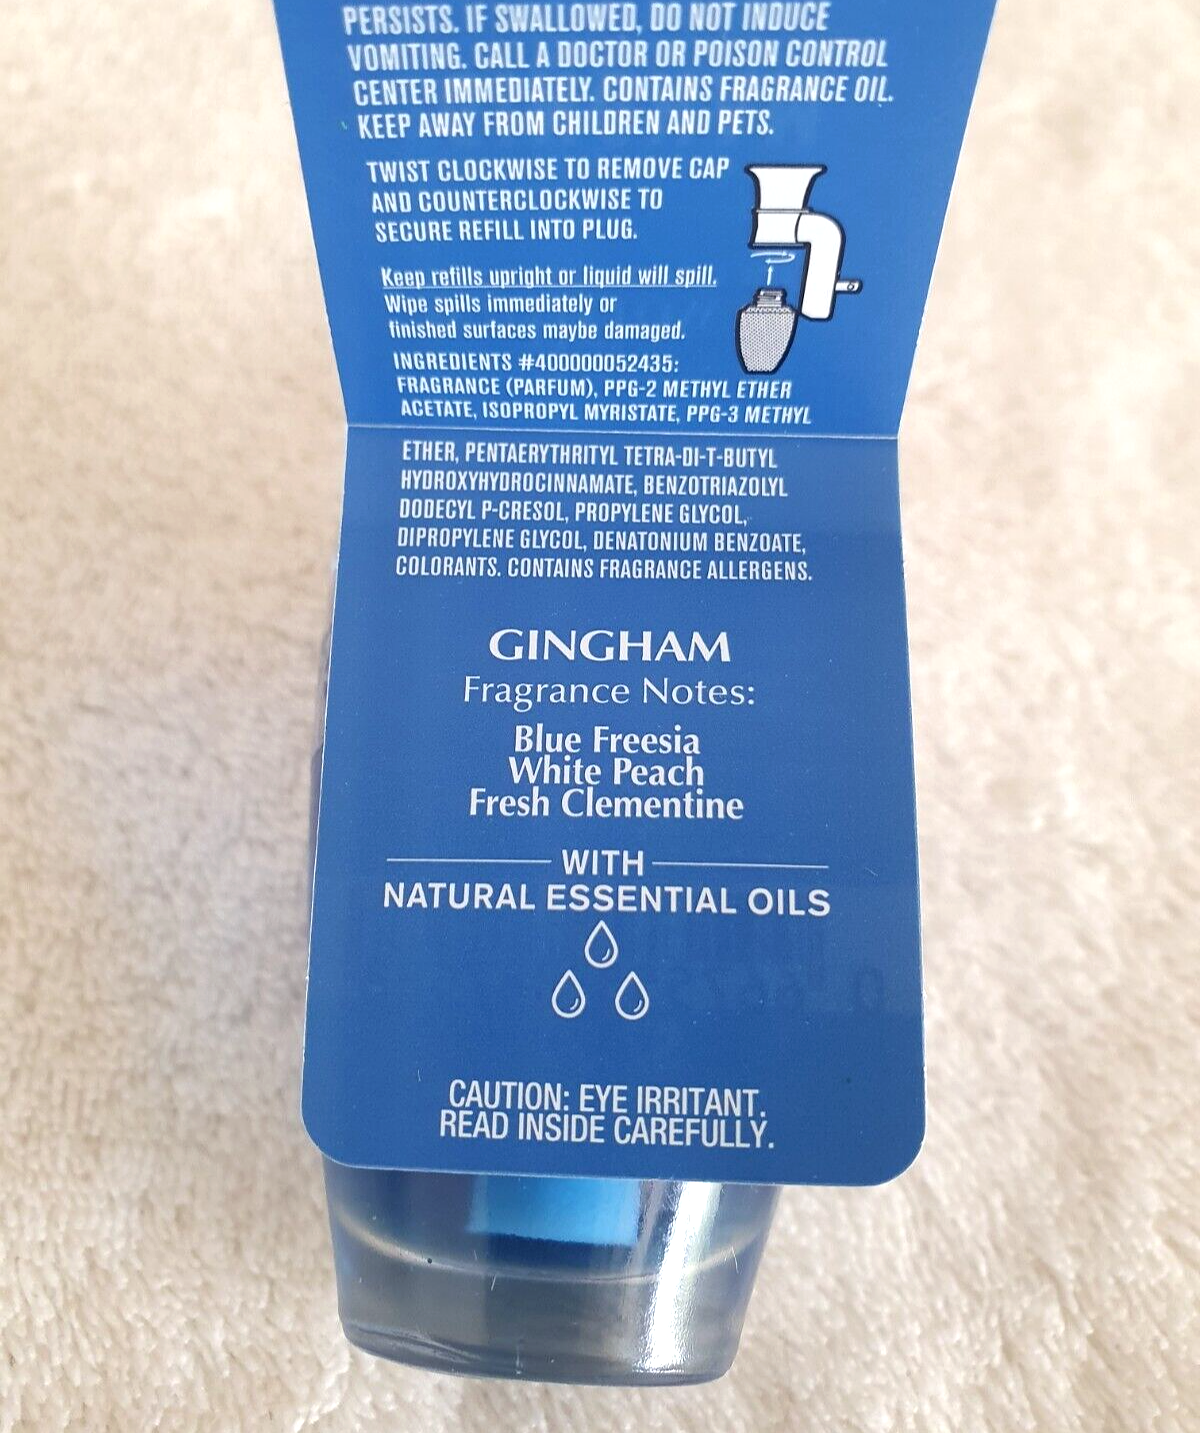 PERSISTS. IF SWALLOWED, DO NOT INDUCE
VOMITING. CALL A DOCTOR OR POISON CONTROL
CENTER IMMEDIATELY. CONTAINS FRAGRANCE OIL.
KEEP AWAY FROM CHILDREN AND PETS.
TWIST CLOCKWISE TO REMOVE CAP
AND COUNTERCLOCKWISE TO
SECURE REFILL INTO PLUG.
Keep refills upright or liquid will spill.
Wipe spills immediately or
finished surfaces maybe damaged.
INGREDIENTS #400000052435:
FRAGRANCE (PARFUM), PPG-2 METHYL ETHER
ACETATE, ISOPROPYL MYRISTATE, PPG-3 METHYL
ETHER, PENTAERYTHRITYL TETRA-DI-T-BUTYL
HYDROXYHYDROCINNAMATE, BENZOTRIAZOLYL
DODECYL P-CRESOL, PROPYLENE GLYCOL,
DIPROPYLENE GLYCOL, DENATONIUM BENZOATE,
COLORANTS. CONTAINS FRAGRANCE ALLERGENS.
GINGHAM
Fragrance Notes:
Blue Freesia
White Peach
Fresh Clementine
WITH
NATURAL ESSENTIAL OILS
CAUTION: EYE IRRITANT.
READ INSIDE CAREFULLY.